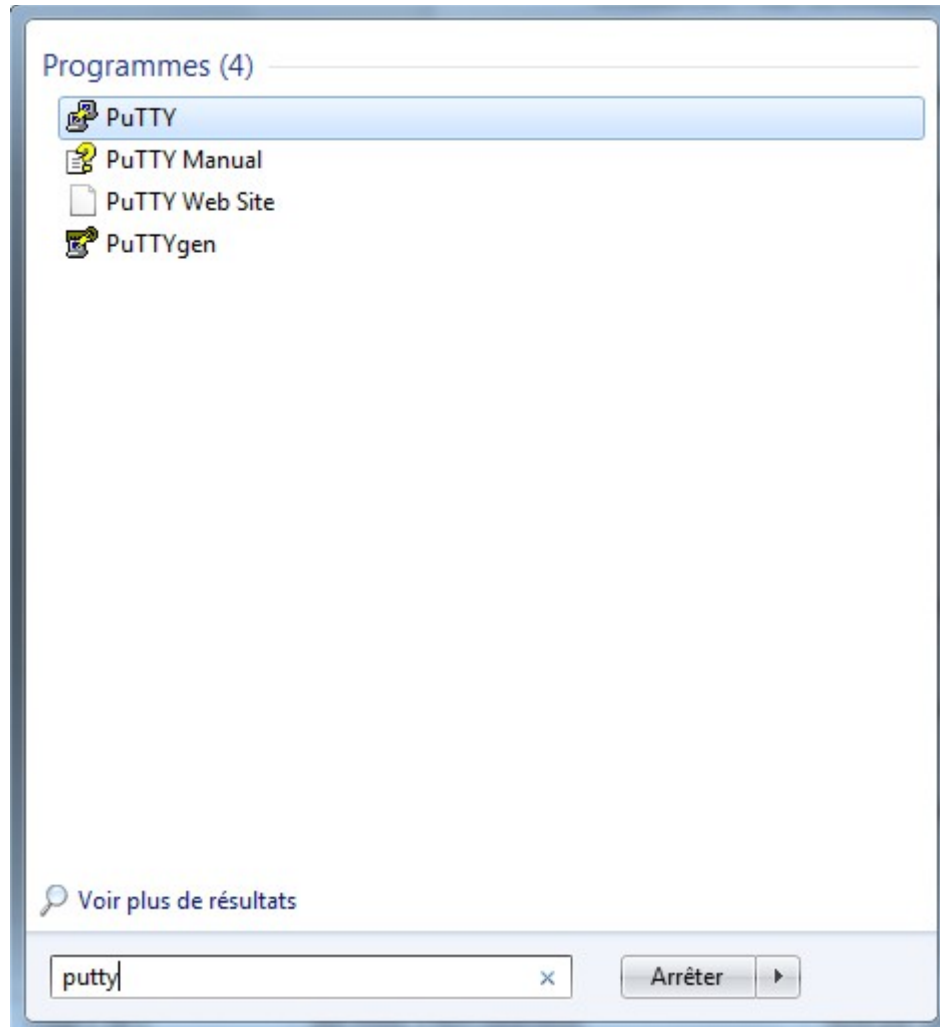 Programmes (4)
PuTTY
PuTTY Manual
PuTTY Web Site
PuTTYgen
Voir plus de résultats
putty
Arrêter